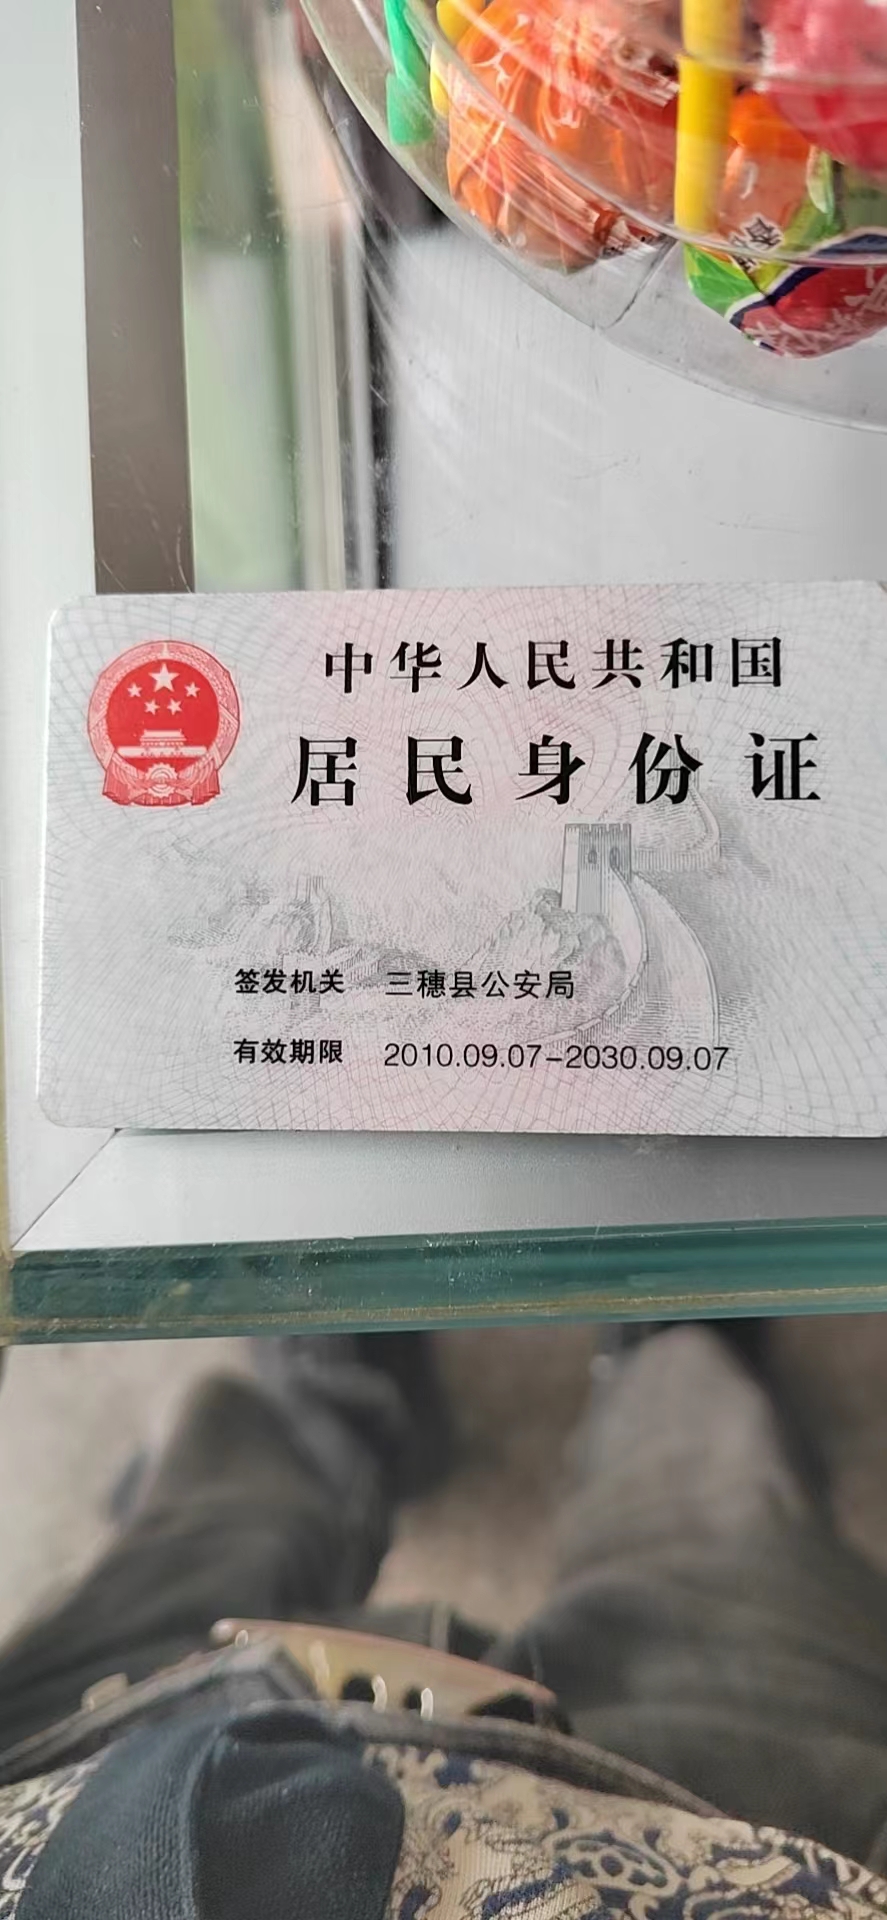 中华人民共和国
居民身份证
签发机关 三穗县公安局
有效期限 2010.09.07-2030.09.07